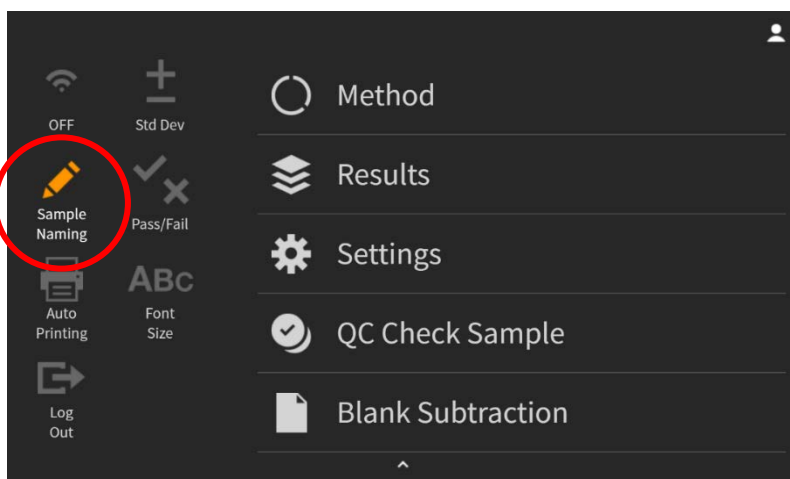 OFF
Std Dev
Sample
Naming
Pass/Fail
Auto
Printing
ABC
Font
Size
Log
Out
Method
Results
Settings
QC Check Sample
Blank Subtraction